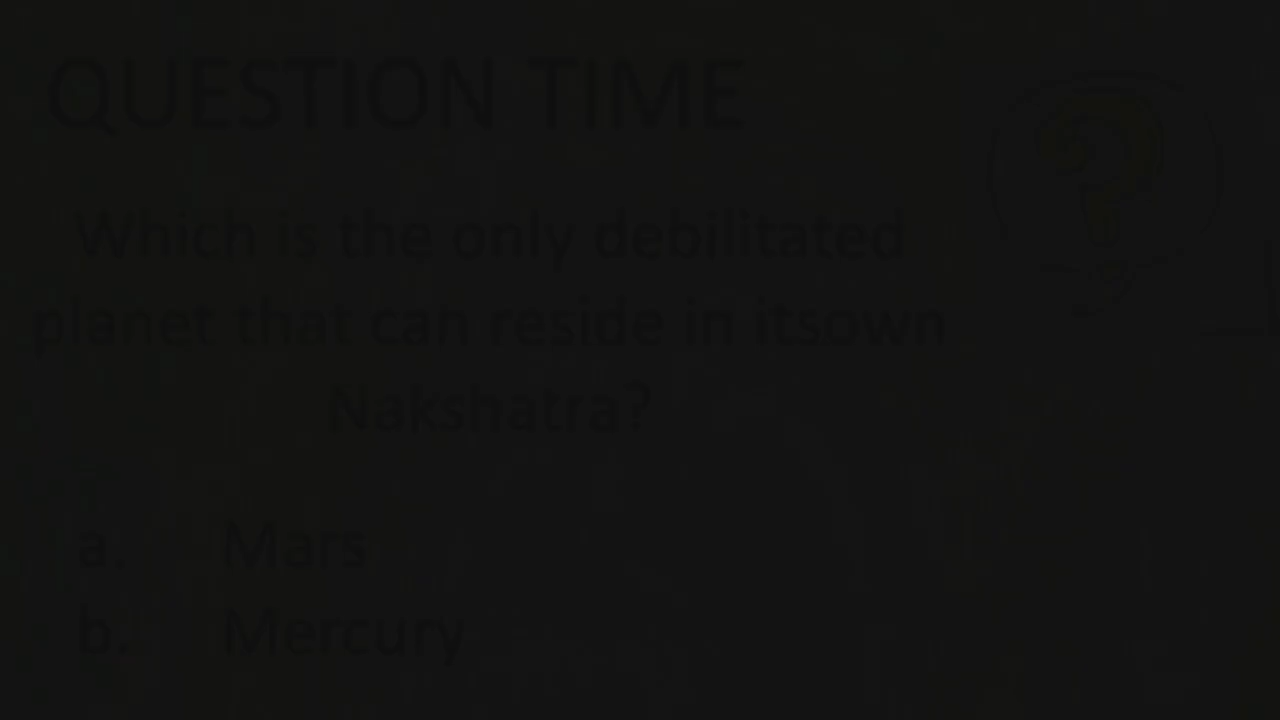 QUESTION TIME
Which is the only debilitated
planet that can reside in itsown
Nakshatra?
a. Mars
b. Mercury